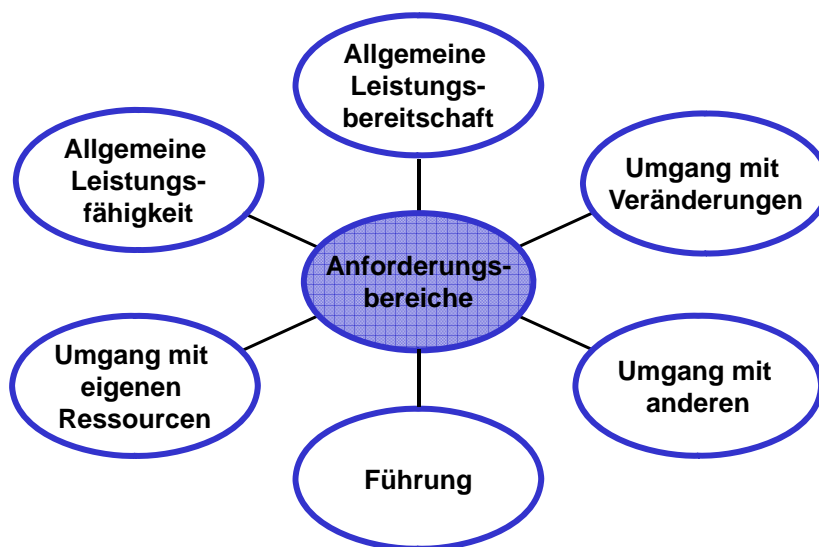 Allgemeine
Leistungs-
bereitschaft
Allgemeine
Leistungs-
fähigkeit
Umgang mit
Veränderungen
Anforderungs-
bereiche
Umgang mit
eigenen
Ressourcen
Umgang mit
anderen
Führung